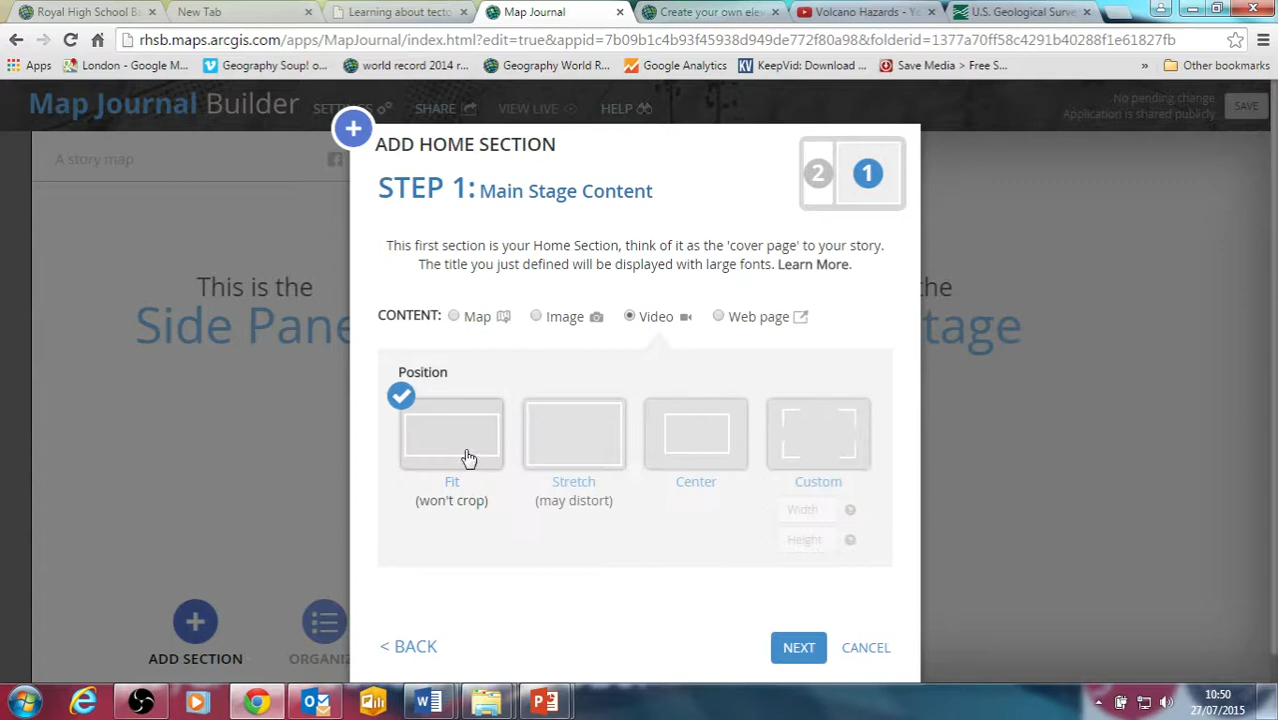 Royal High School B
New Tab
Learning about tecto
Map Journal
Create your own elev
Volcano Hazards - Yo
U.S. Geological Surve
rhsb.maps.arcgis.com/apps/MapJournal/index.html?edit=true&appid=7b09b1c4b93f45938d949de772f80a98&folderid=1377a0ff58c4291b40288f1e61827fb
Apps London - Google M... Geography Soup! o... world record 2014 r... Geography World R... Google Analytics KeepVid: Download ... Save Media > Free S... » Other bookmarks
Map Journal Builder SETTINGS SHARE VIEW LIVE HELP
No pending change
Application is shared publicly
SAVE
A story map
ADD HOME SECTION
STEP 1: Main Stage Content
2 1
This first section is your Home Section, think of it as the 'cover page' to your story.
The title you just defined will be displayed with large fonts. Learn More.
This is the
Side Pane
the
tage
CONTENT: Map Image Video Web page
Position
Fit
(won't crop)
Stretch
(may distort)
Center
Custom
Width
Height
< BACK NEXT CANCEL
ADD SECTION ORGANIZ
10:50
27/07/2015